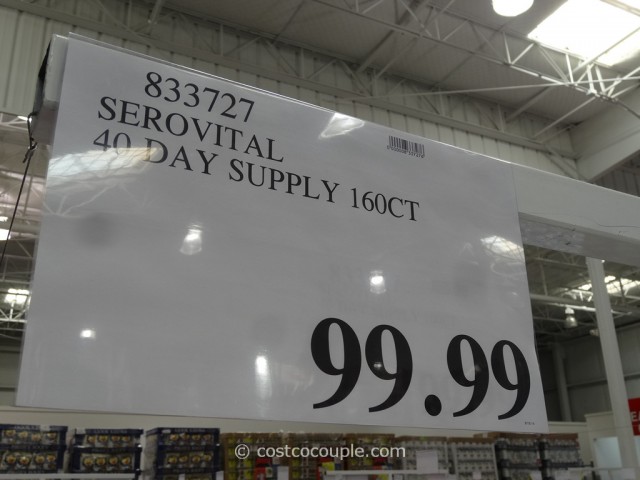 833727
SEROVITAL
40 DAY SUPPLY 160CT
99.99
© costcocouple.com